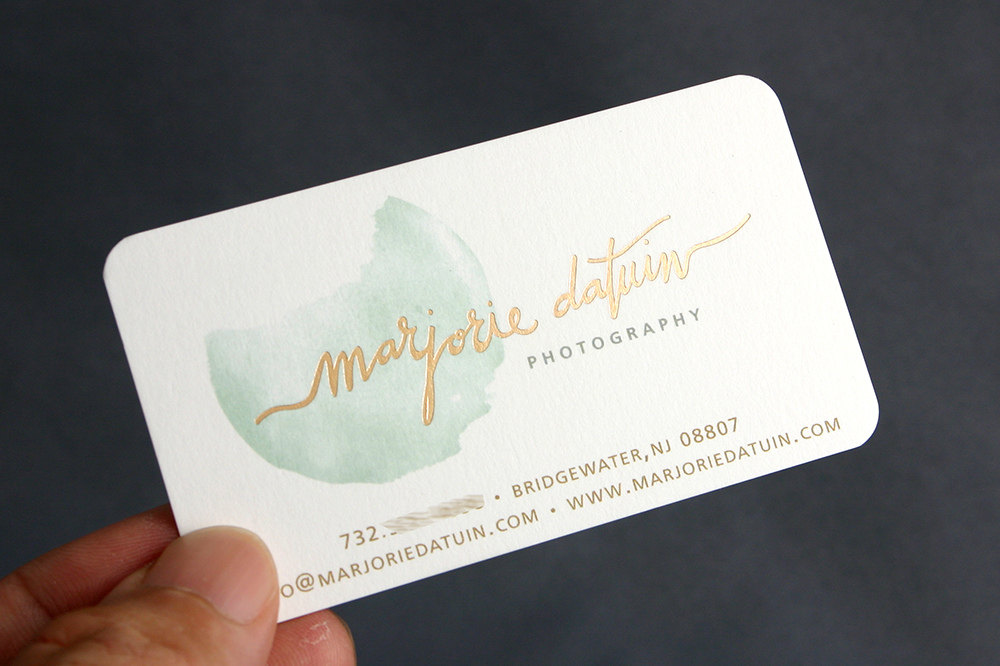 marjorie datuin
PHOTOGRAPHY
732. • BRIDGEWATER, NJ 08807
O@MARJORIEDATUIN.COM • WWW.MARJORIEDATUIN.COM